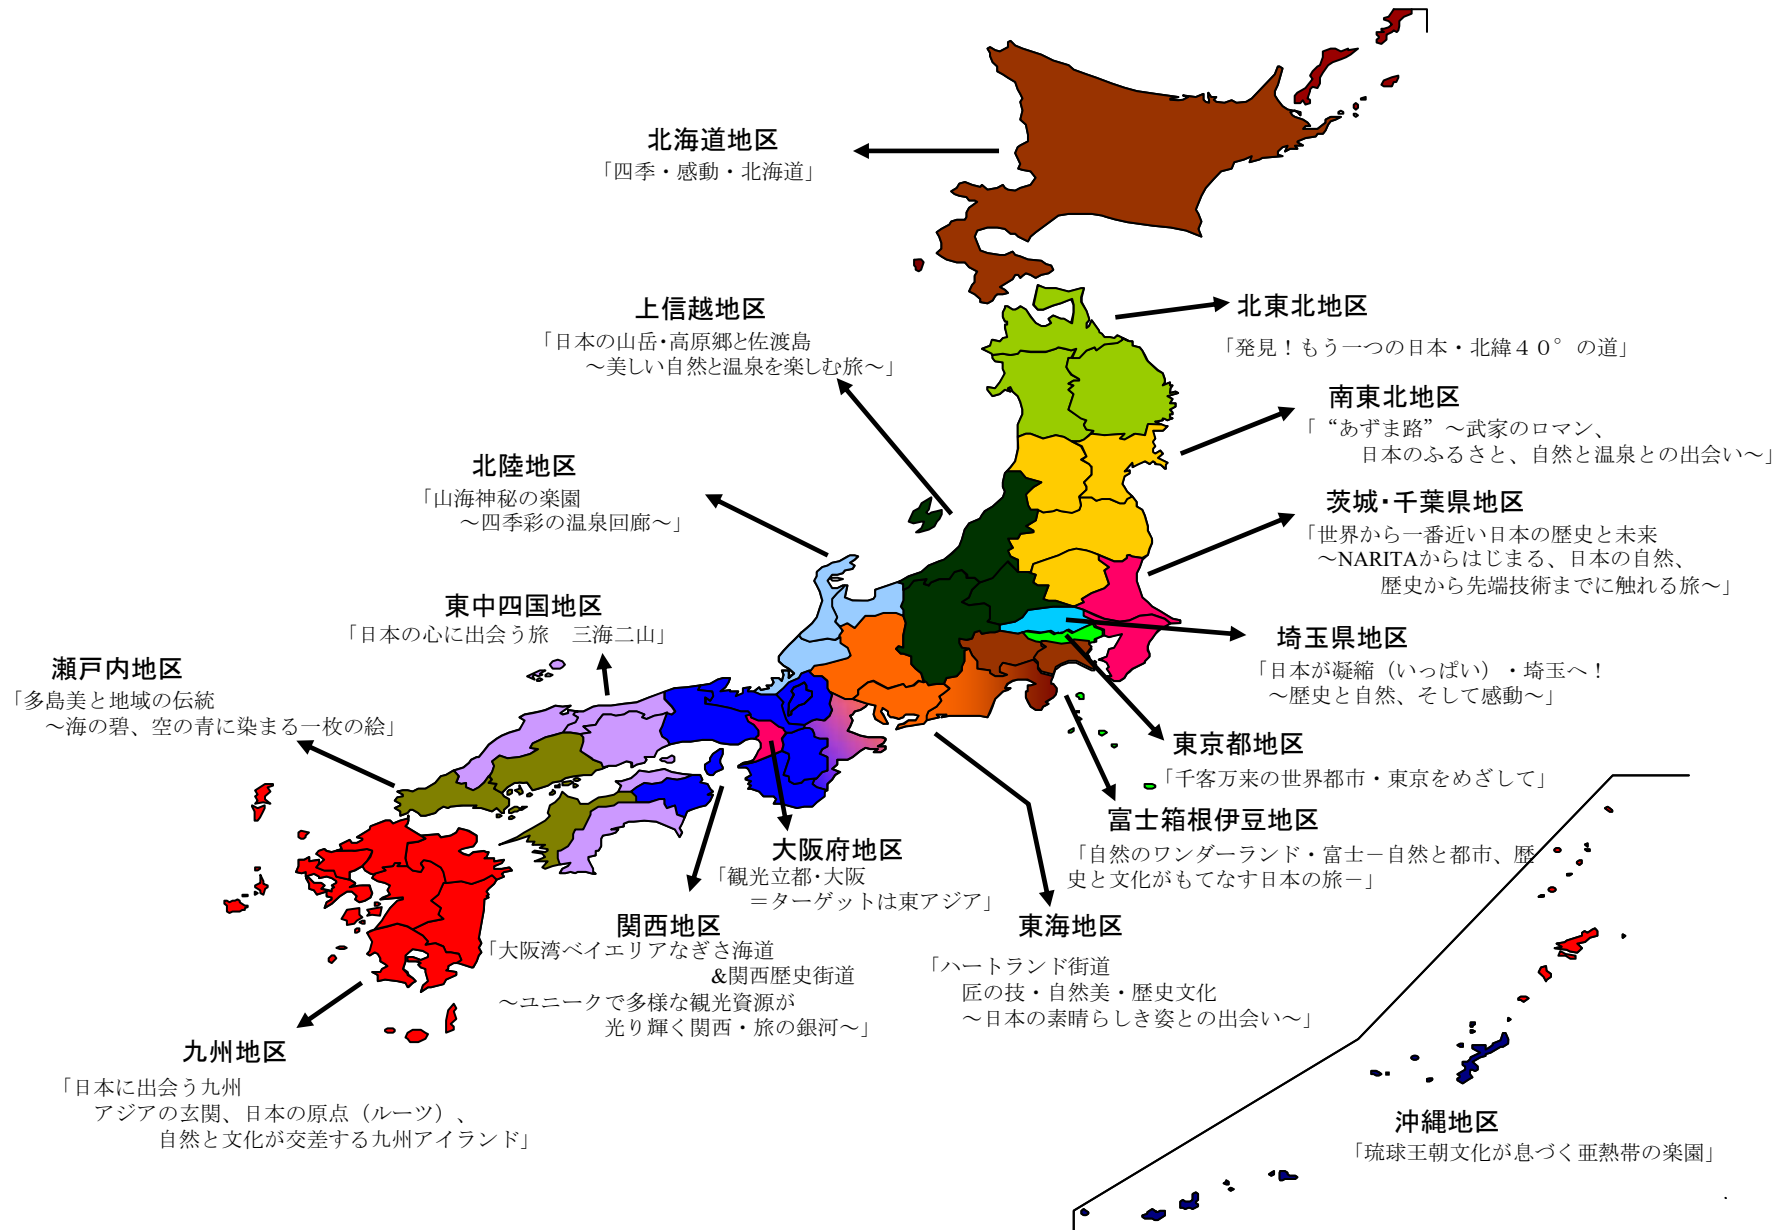 北海道地区
「四季・感動・北海道」
上信越地区
「日本の山岳・高原郷と佐渡島
～美しい自然と温泉を楽しむ旅～」
北東北地区
「発見！もう一つの日本・北緯４０°の道」
南東北地区
「“あずま路”～武家のロマン、
日本のふるさと、自然と温泉との出会い～」
北陸地区
「山海神秘の楽園
～四季彩の温泉回廊～」
茨城・千葉県地区
「世界から一番近い日本の歴史と未来
～NARITAからはじまる、日本の自然、
歴史から先端技術までに触れる旅～」
東中四国地区
「日本の心に出会う旅　三海二山」
埼玉県地区
「日本が凝縮（いっぱい）・埼玉へ！
～歴史と自然、そして感動～」
瀬戸内地区
「多島美と地域の伝統
～海の碧、空の青に染まる一枚の絵」
東京都地区
「千客万来の世界都市・東京をめざして」
富士箱根伊豆地区
「自然のワンダーランド・富士－自然と都市、歴
史と文化がもてなす日本の旅－」
大阪府地区
「観光立都・大阪
＝ターゲットは東アジア」
関西地区
「大阪湾ベイエリアなぎさ海道
&関西歴史街道
～ユニークで多様な観光資源が
光り輝く関西・旅の銀河～」
東海地区
「ハートランド街道
匠の技・自然美・歴史文化
～日本の素晴らしき姿との出会い～」
九州地区
「日本に出会う九州
アジアの玄関、日本の原点（ルーツ）、
自然と文化が交差する九州アイランド」
沖縄地区
「琉球王朝文化が息づく亜熱帯の楽園」